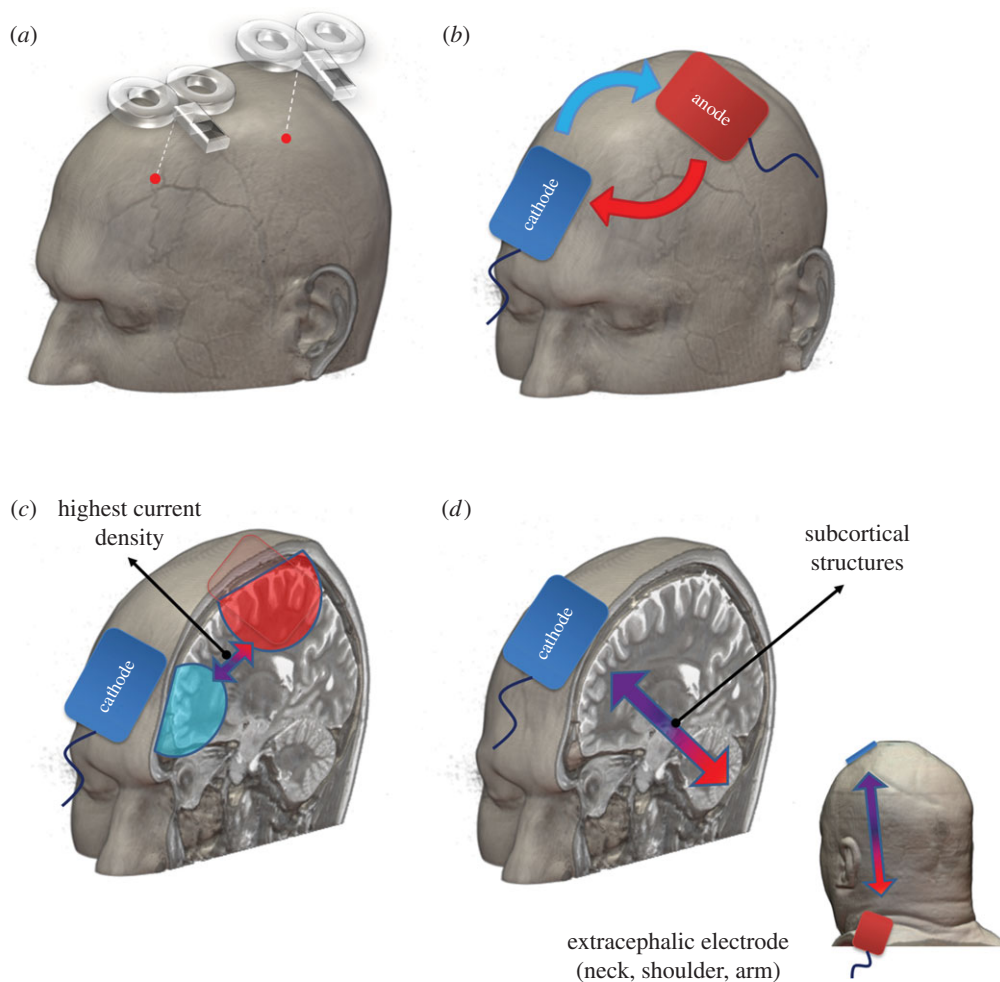 (a)
(b)
anode
cathode
(c)
highest current
density
cathode
(d)
subcortical
structures
cathode
extracephalic electrode
(neck, shoulder, arm)